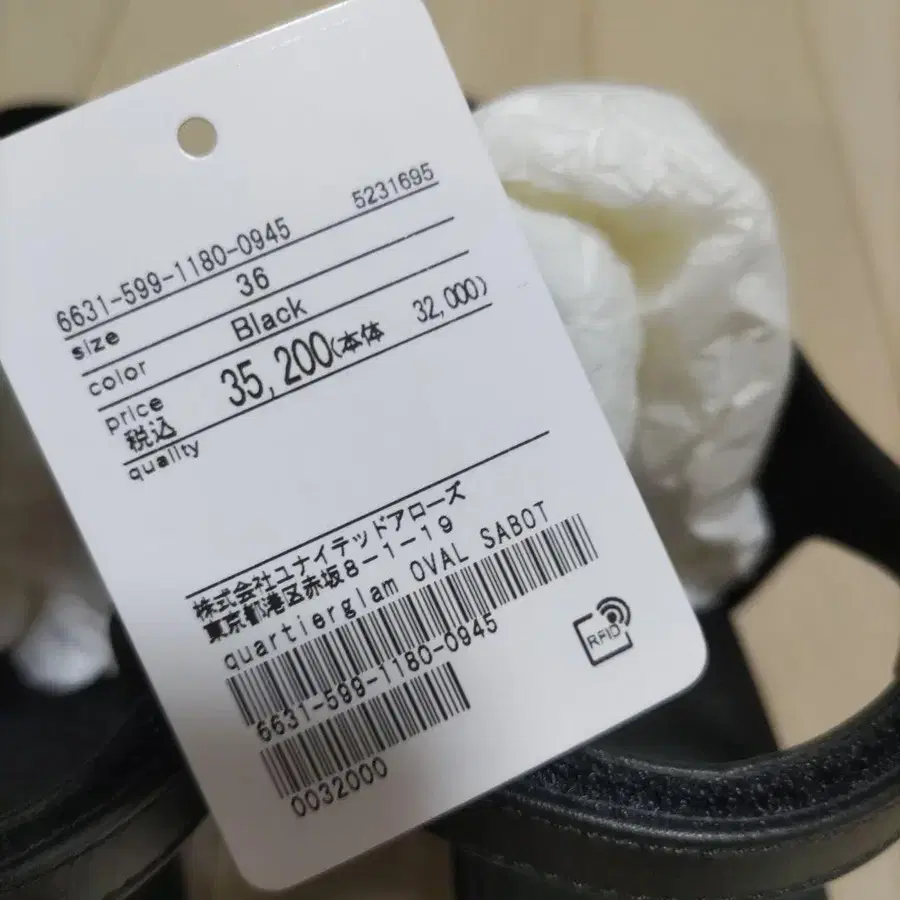 5231695
6631-599-1180-0945
size 36
color Black
price 35,200(本体 32,000)
税込
quality
株式会社ユナイテッドアローズ
東京都港区赤坂8-1-19
quartierglam OVAL SABOT
6631-599-1180-0945
0032000
RFID